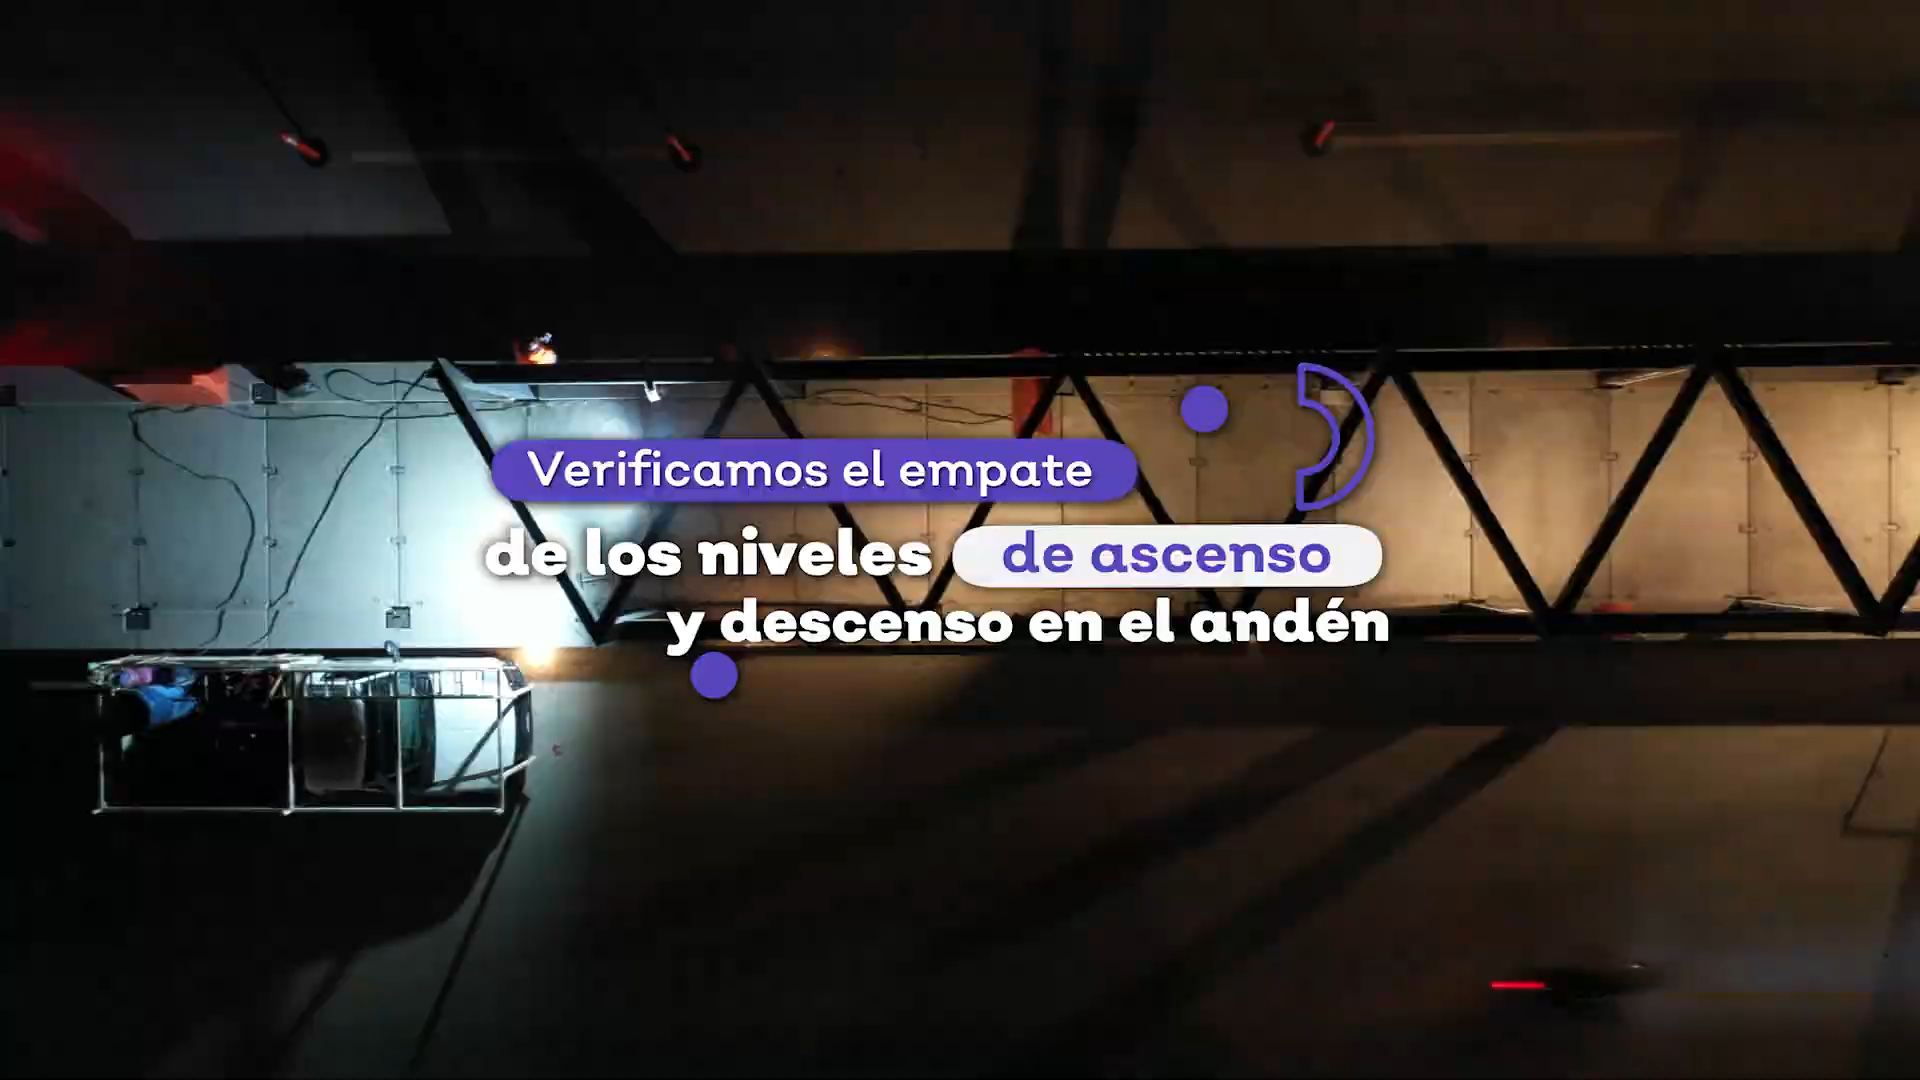 Verificamos el empate
de los niveles de ascenso
y descenso en el andén